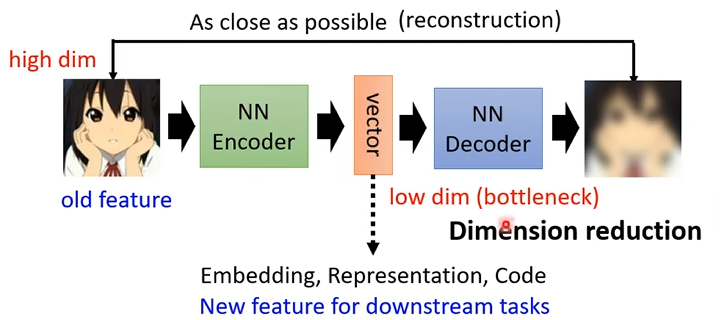 As close as possible (reconstruction)
high dim
NN
Encoder
vector
NN
Decoder
old feature
low dim (bottleneck)
Dimension reduction
Embedding, Representation, Code
New feature for downstream tasks